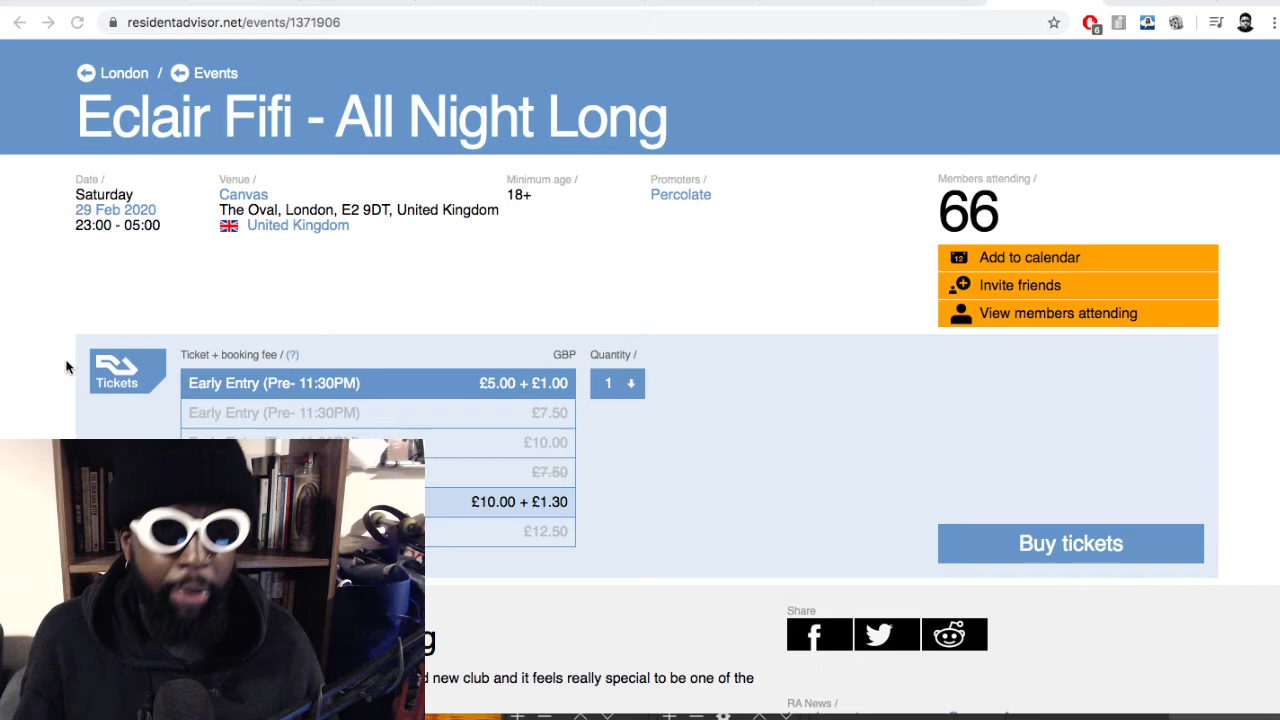 residentadvisor.net/events/1371906
6
London / Events
Eclair Fifi - All Night Long
Date /
Saturday
29 Feb 2020
23:00 - 05:00
Venue /
Canvas
The Oval, London, E2 9DT, United Kingdom
United Kingdom
Minimum age /
18+
Promoters /
Percolate
Members attending /
66
12 Add to calendar
Invite friends
View members attending
RA
Tickets
Ticket + booking fee / (?) GBP
Quantity /
Early Entry (Pre- 11:30PM) £5.00 + £1.00
1
Early Entry (Pre- 11:30PM) £7.50
£10.00
£7.50
£10.00 + £1.30
£12.50
Buy tickets
Share
g
new club and it feels really special to be one of the
RA News /